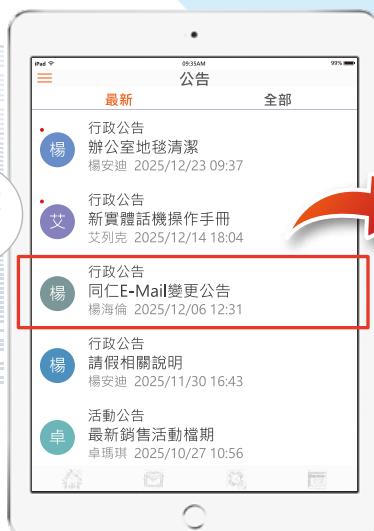 iPad
09:35AM
99%
公告
最新
全部
行政公告
楊
辦公室地毯清潔
楊安迪 2025/12/23 09:37
行政公告
艾
新實體話機操作手冊
艾列克 2025/12/14 18:04
行政公告
楊
同仁E-Mail變更公告
楊海倫 2025/12/06 12:31
行政公告
楊
請假相關說明
楊安迪 2025/11/30 16:43
活動公告
卓
最新銷售活動檔期
卓瑪琪 2025/10/27 10:56